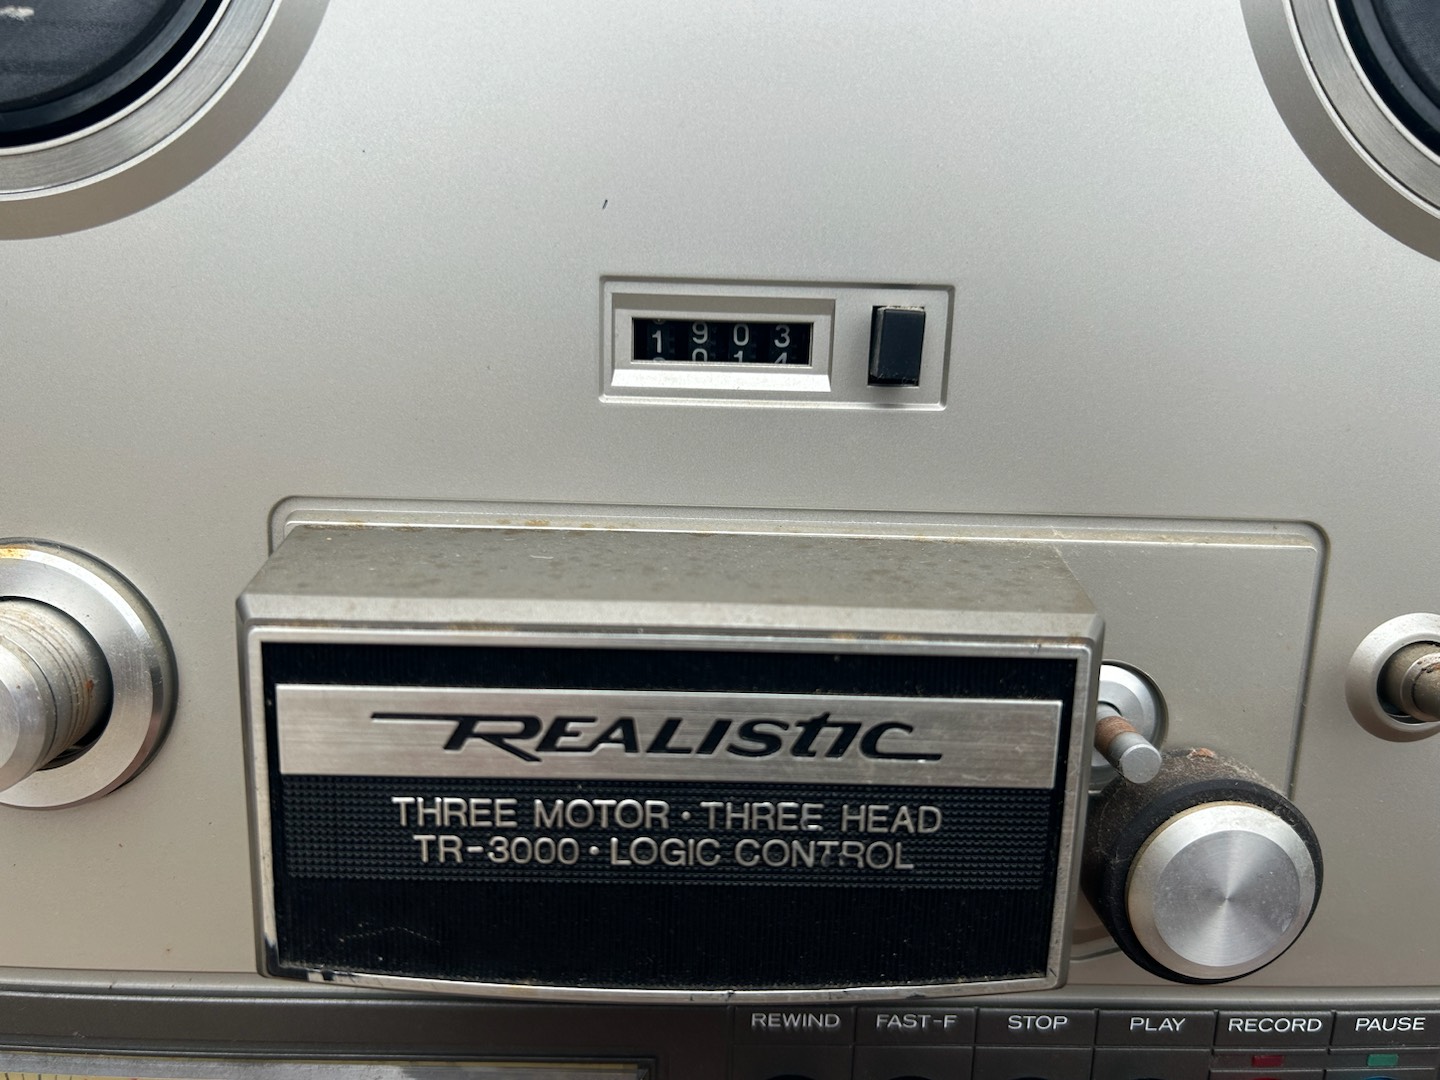 1903
REALISTIC
THREE MOTOR · THREE HEAD
TR-3000 · LOGIC CONTROL
REWIND FAST-F STOP PLAY RECORD PAUSE